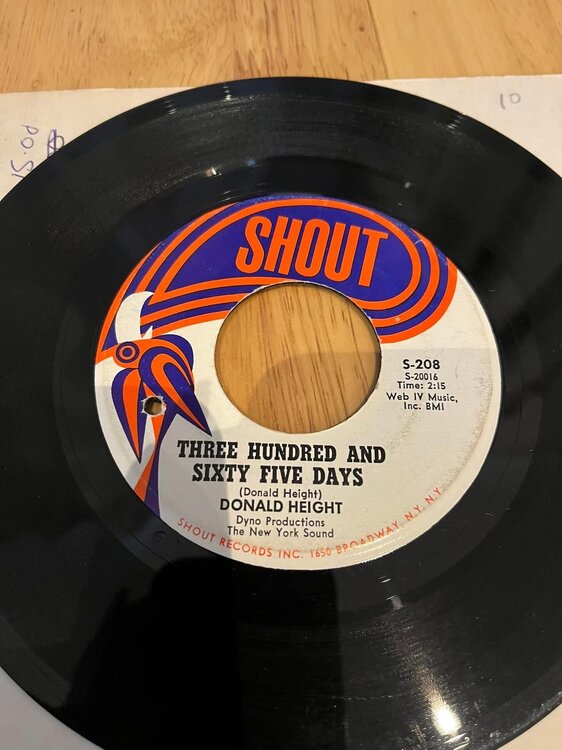 10
SHOUT
S-208
S-20016
Time: 2:15
Web IV Music,
Inc. BMI
THREE HUNDRED AND
SIXTY FIVE DAYS
(Donald Height)
DONALD HEIGHT
Dyno Productions
The New York Sound
SHOUT RECORDS INC. 1650 BROADWAY, N.Y. N.Y.